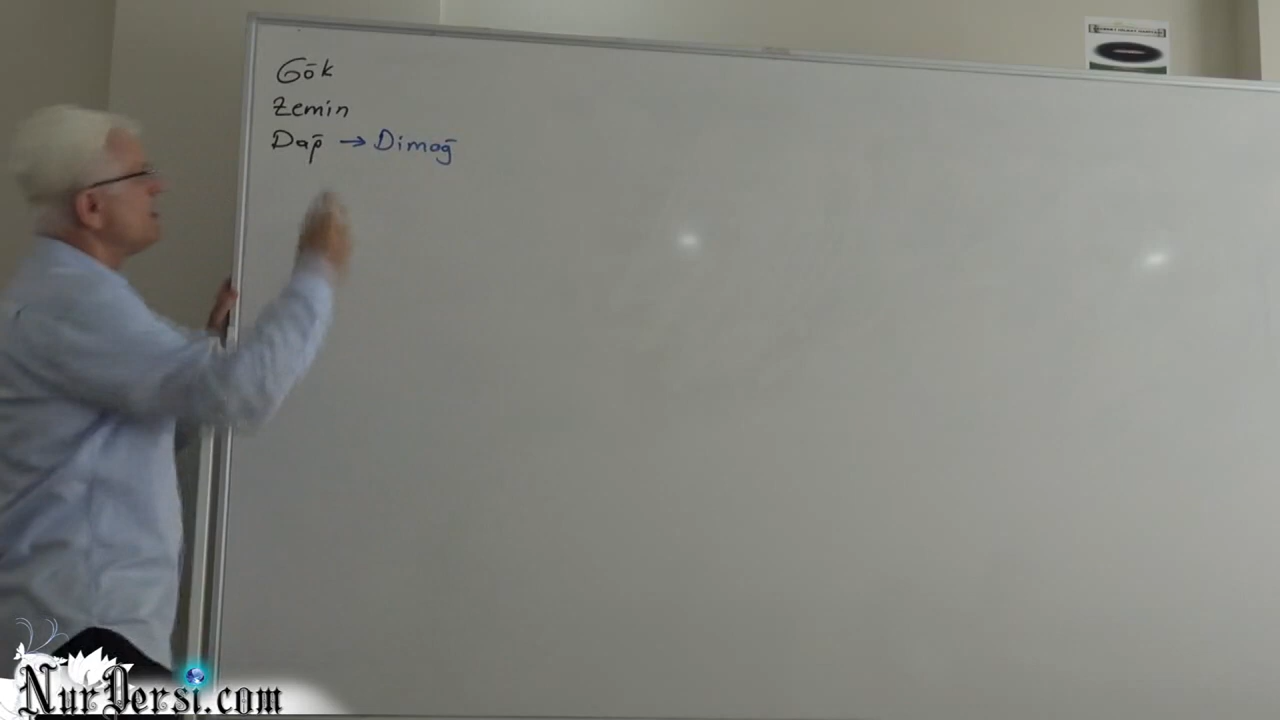 Gök
Zemin
Dağ → Dimağ
NurDersi.com